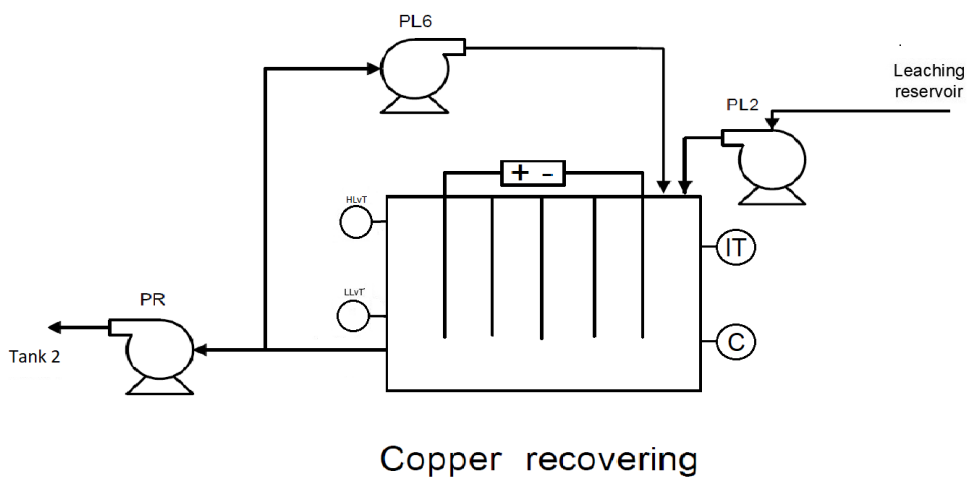 PL6
Leaching
reservoir
PL2
+ -
HLvT
IT
LLvT
PR
C
Tank 2
Copper recovering